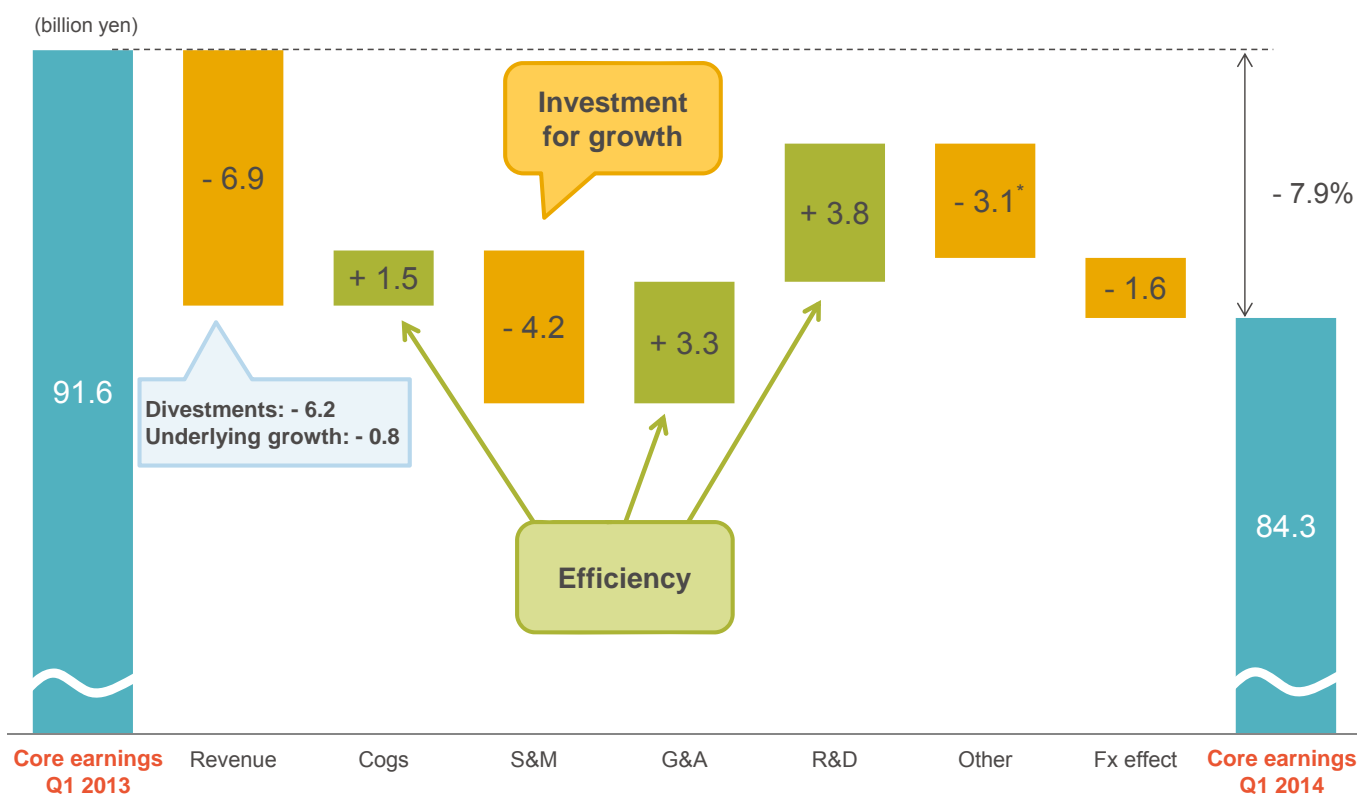 (billion yen)
Investment
for growth
- 6.9
+ 1.5
- 4.2
+ 3.3
+ 3.8
- 3.1*
- 1.6
- 7.9%
91.6
Divestments: - 6.2
Underlying growth: - 0.8
84.3
Efficiency
Core earnings
Q1 2013
Revenue
Cogs
S&M
G&A
R&D
Other
Fx effect
Core earnings
Q1 2014